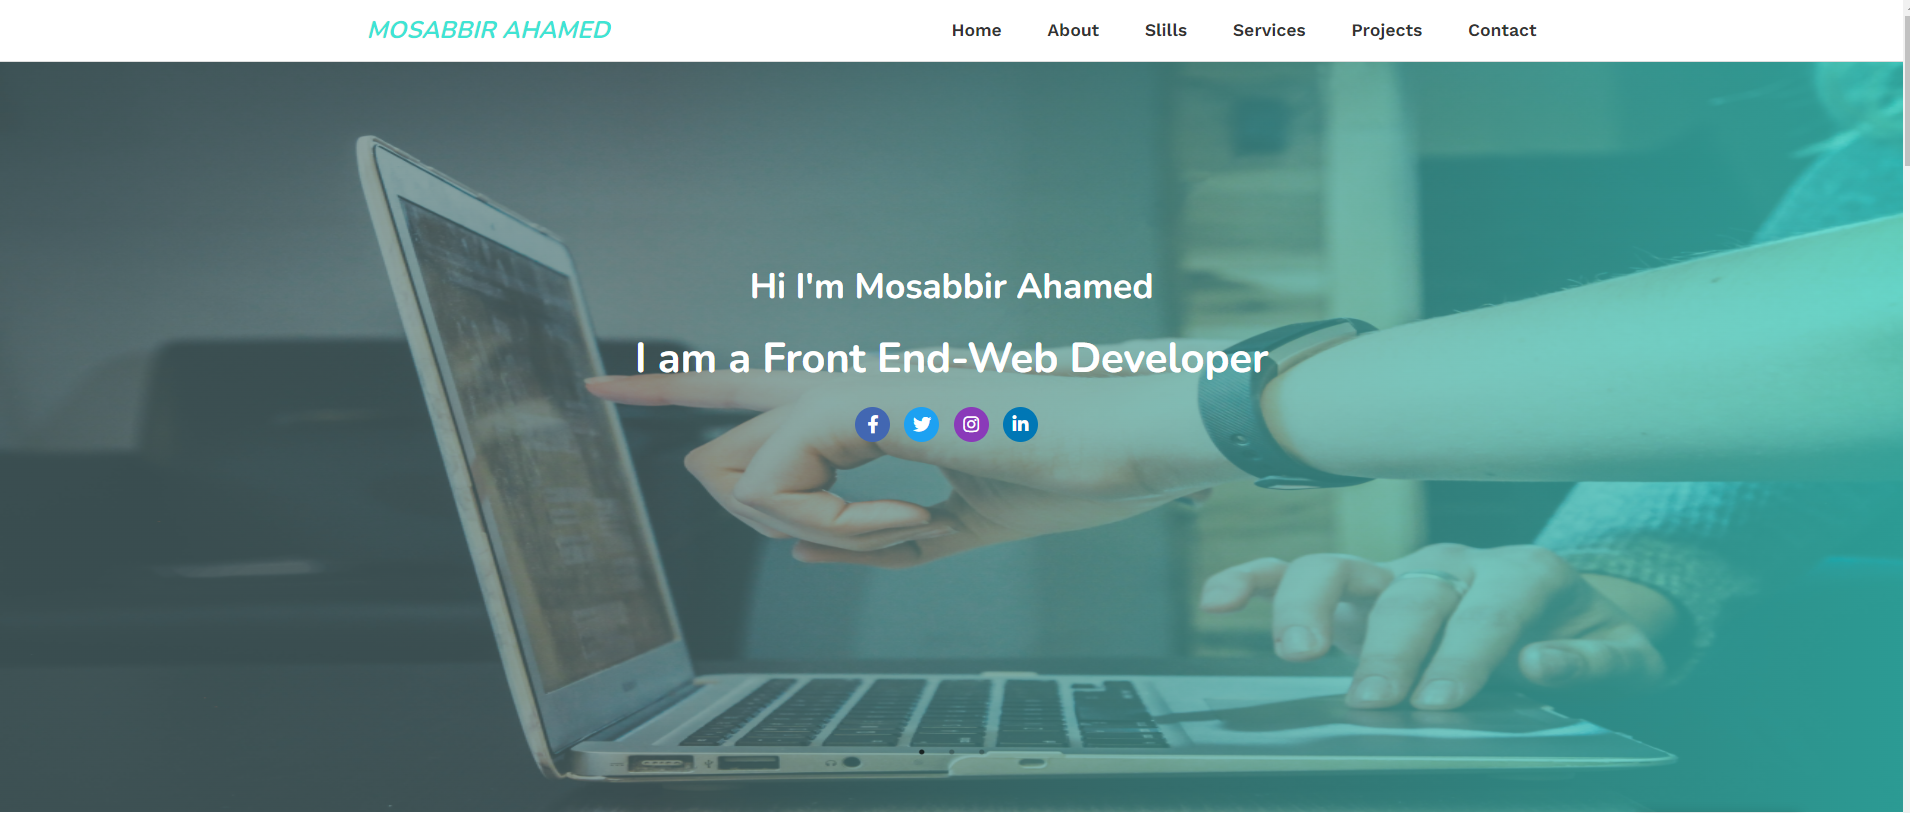 MOSABBIR AHAMED
Home About Slills Services Projects Contact
Hi I'm Mosabbir Ahamed
I am a Front End-Web Developer